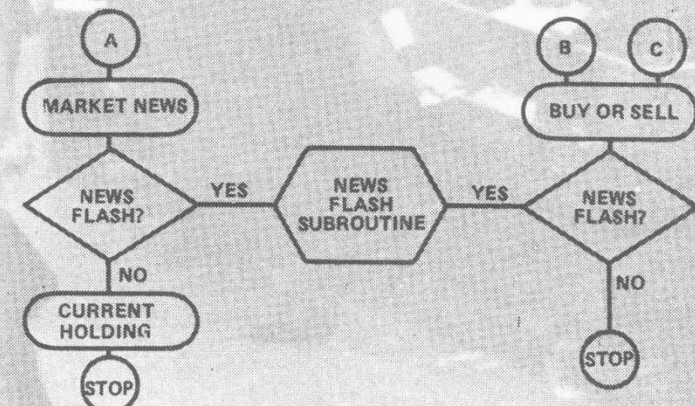 A
MARKET NEWS
NEWS
FLASH?
YES
NO
CURRENT
HOLDING
STOP
NEWS
FLASH
SUBROUTINE
YES
B
C
BUY OR SELL
NEWS
FLASH?
NO
STOP